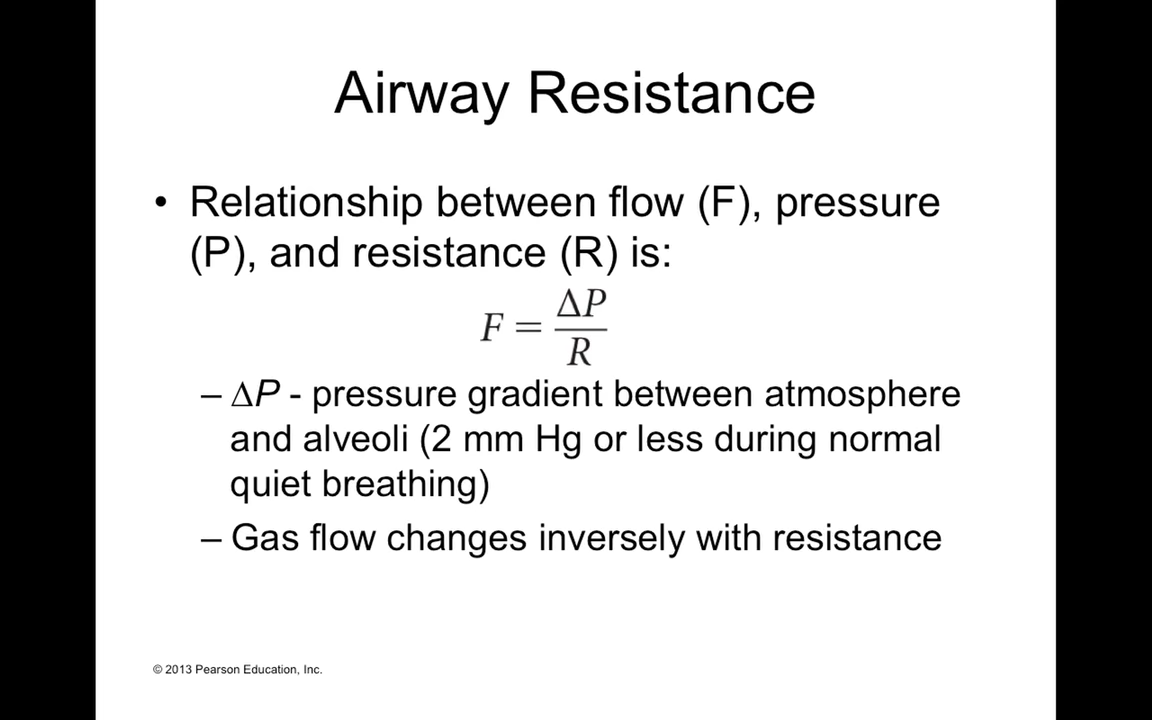 Airway Resistance
• Relationship between flow (F), pressure
(P), and resistance (R) is:
F = ΔP/R
– ΔP - pressure gradient between atmosphere
and alveoli (2 mm Hg or less during normal
quiet breathing)
– Gas flow changes inversely with resistance
© 2013 Pearson Education, Inc.